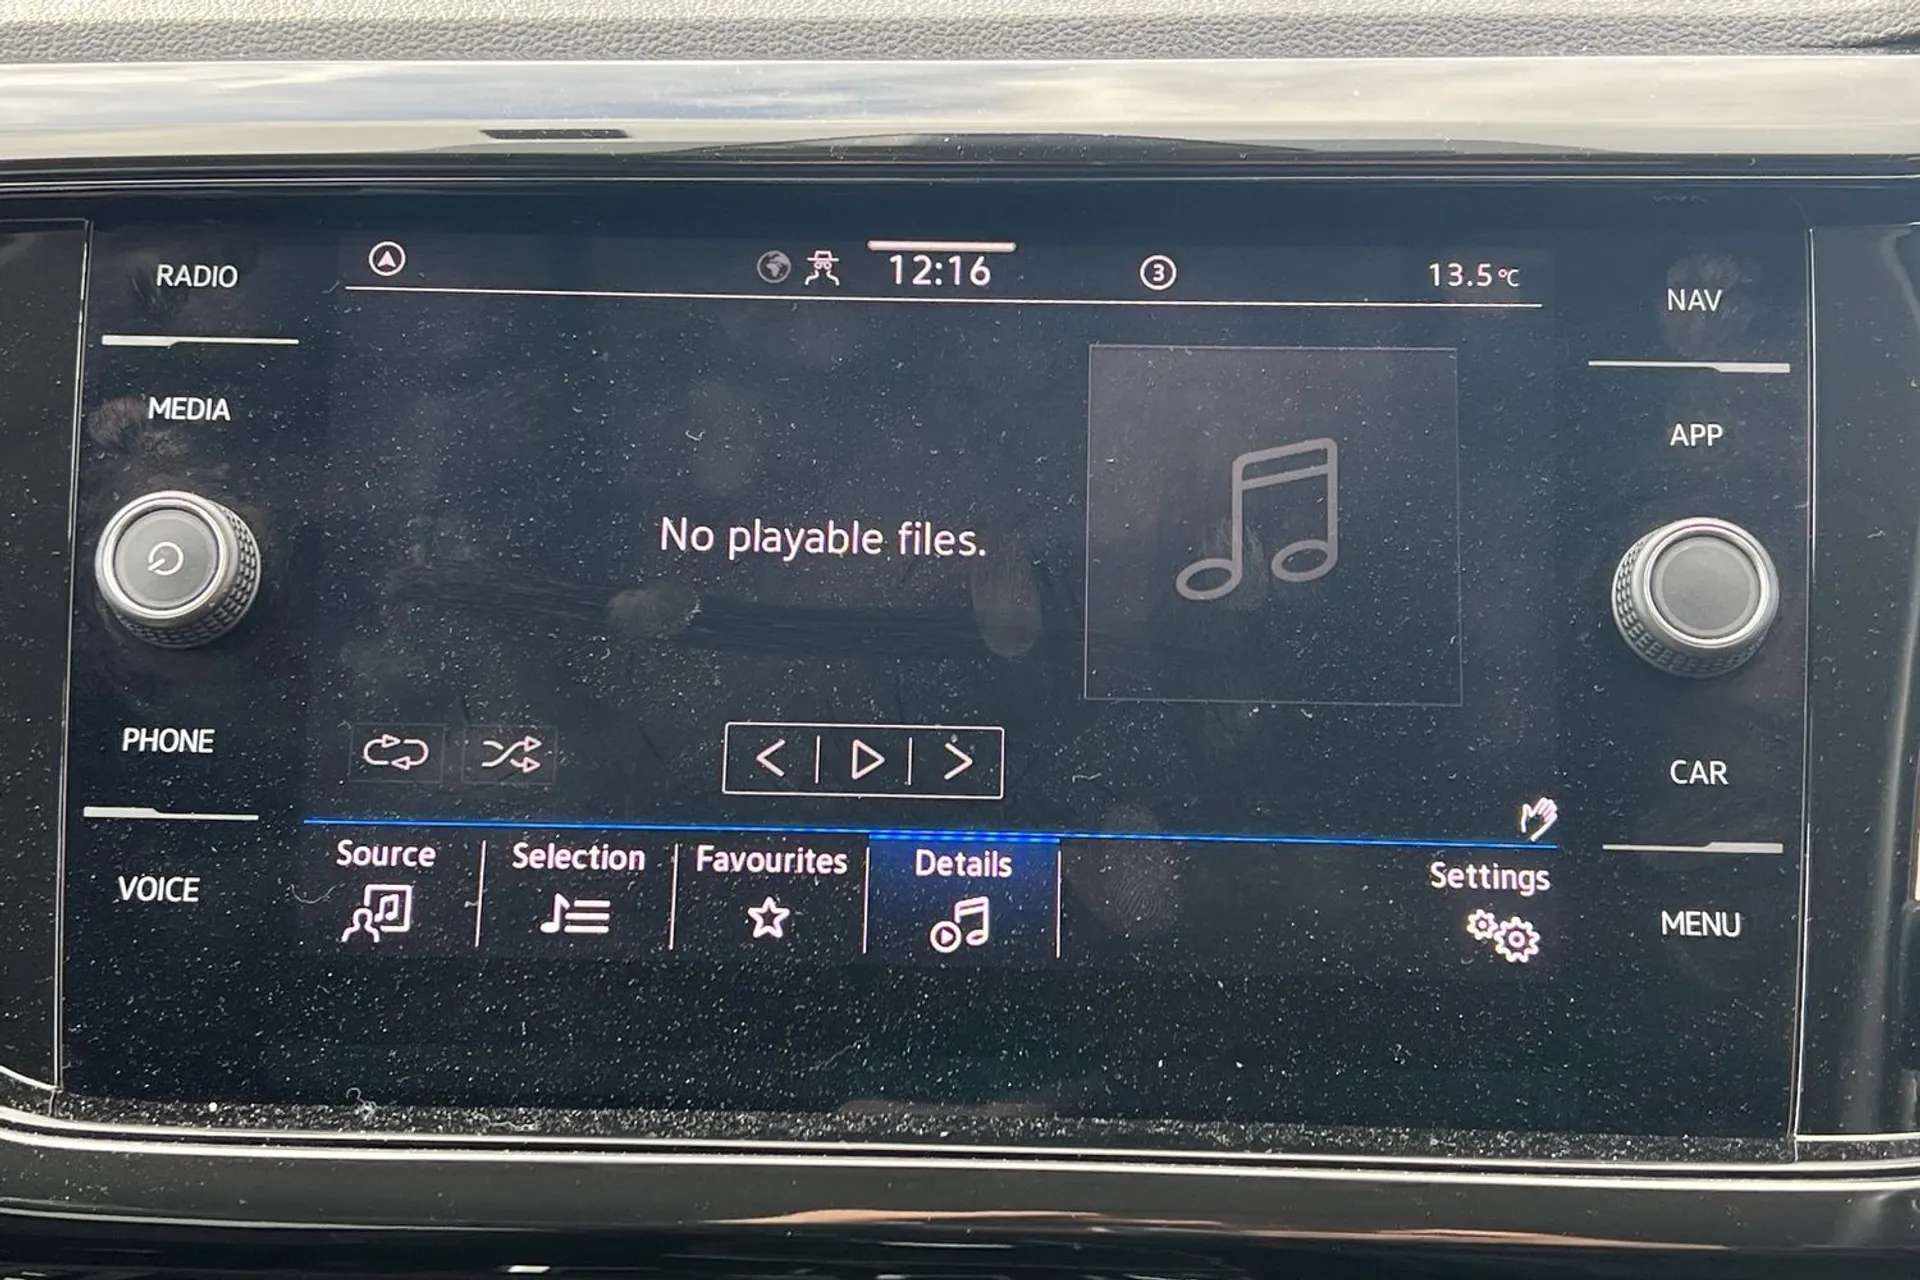 RADIO
MEDIA
PHONE
VOICE
12:16
3
13.5°C
No playable files.
Source
Selection
Favourites
Details
Settings
NAV
APP
CAR
MENU